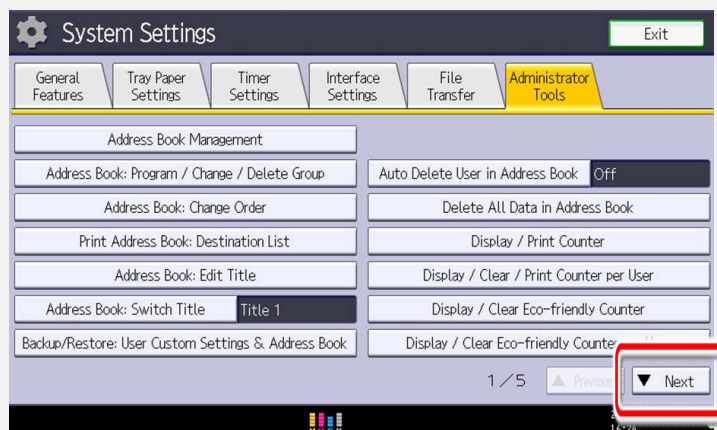 System Settings
Exit
General
Features
Tray Paper
Settings
Timer
Settings
Interface
Settings
File
Transfer
Administrator
Tools
Address Book Management
Address Book: Program / Change / Delete Group
Auto Delete User in Address Book
Off
Address Book: Change Order
Delete All Data in Address Book
Print Address Book: Destination List
Display / Print Counter
Address Book: Edit Title
Display / Clear / Print Counter per User
Address Book: Switch Title
Title 1
Display / Clear Eco-friendly Counter
Backup/Restore: User Custom Settings & Address Book
Display / Clear Eco-friendly
1/5
▲ Previous
▼ Next